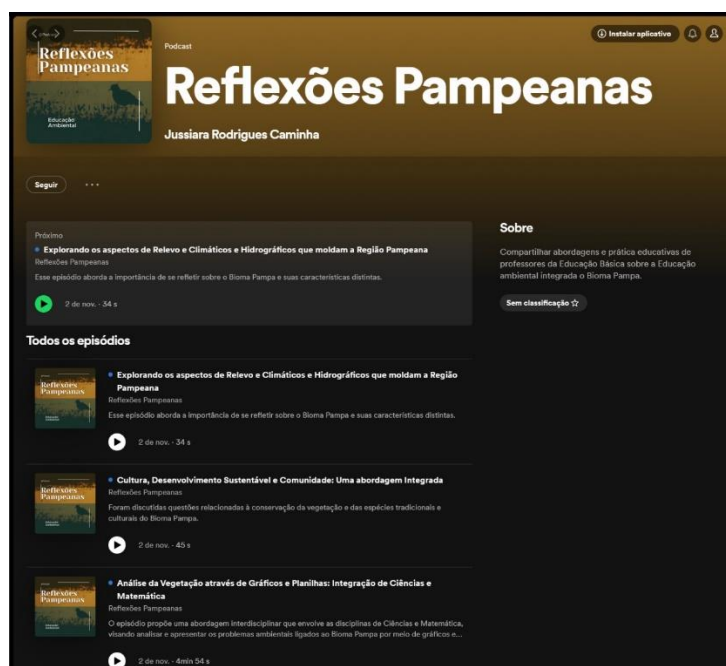 Reflexões
Pampeanas
Educação
Ambiental
Instalar aplicativo
Podcast
Reflexões Pampeanas
Jussiara Rodrigues Caminha
Seguir
Próximo
Explorando os aspectos de Relevo e Climáticos e Hidrográficos que moldam a Região Pampeana
Reflexões Pampeanas
Esse episódio aborda a importância de se refletir sobre o Bioma Pampa e suas características distintas.
2 de nov. · 34 s
Sobre
Compartilhar abordagens e prática educativas de
professores da Educação Básica sobre a Educação
ambiental integrada o Bioma Pampa.
Sem classificação
Todos os episódios
Reflexões
Pampeanas
Explorando os aspectos de Relevo e Climáticos e Hidrográficos que moldam a Região
Pampeana
Reflexões Pampeanas
Esse episódio aborda a importância de se refletir sobre o Bioma Pampa e suas características distintas.
2 de nov. · 34 s
Reflexões
Pampeanas
Cultura, Desenvolvimento Sustentável e Comunidade: Uma abordagem Integrada
Reflexões Pampeanas
Foram discutidas questões relacionadas à conservação da vegetação e das espécies tradicionais e
culturais do Bioma Pampa.
2 de nov. · 45 s
Reflexões
Pampeanas
Análise da Vegetação através de Gráficos e Planilhas: Integração de Ciências e
Matemática
Reflexões Pampeanas
O episódio propõe uma abordagem interdisciplinar que envolve as disciplinas de Ciências e Matemática,
visando analisar e apresentar os problemas ambientais ligados ao Bioma Pampa por meio de gráficos e...
2 de nov. · 4min 54 s